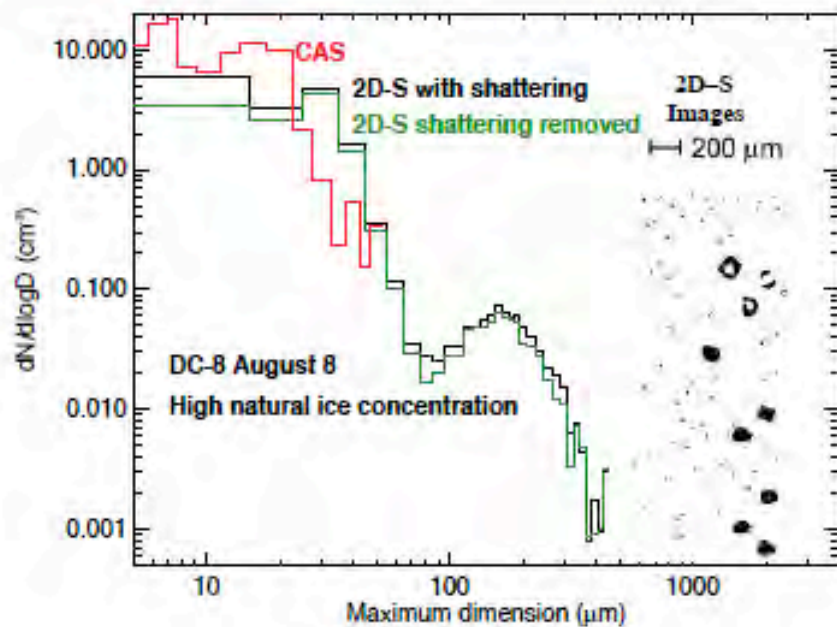 10.000
1.000
0.100
0.010
0.001
dN/dlogD (cm⁻³)
CAS
2D-S with shattering
2D-S shattering removed
2D–S
Images
200 μm
DC-8 August 8
High natural ice concentration
10
100
1000
Maximum dimension (μm)